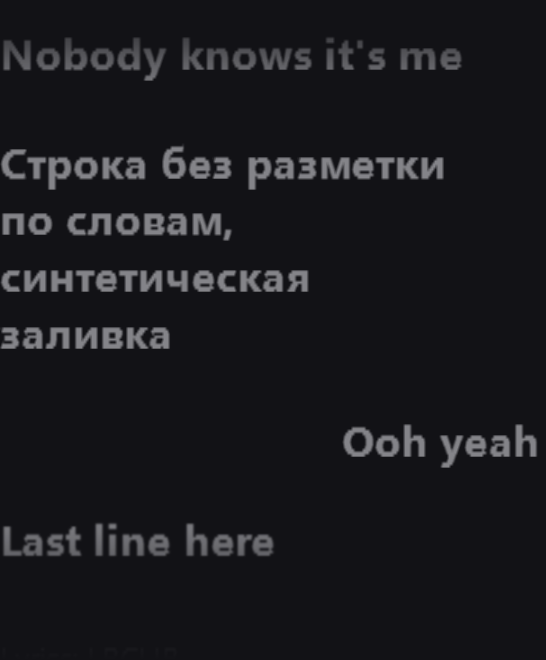 Nobody knows it's me
Строка без разметки
по словам,
синтетическая
заливка
Ooh yeah
Last line here